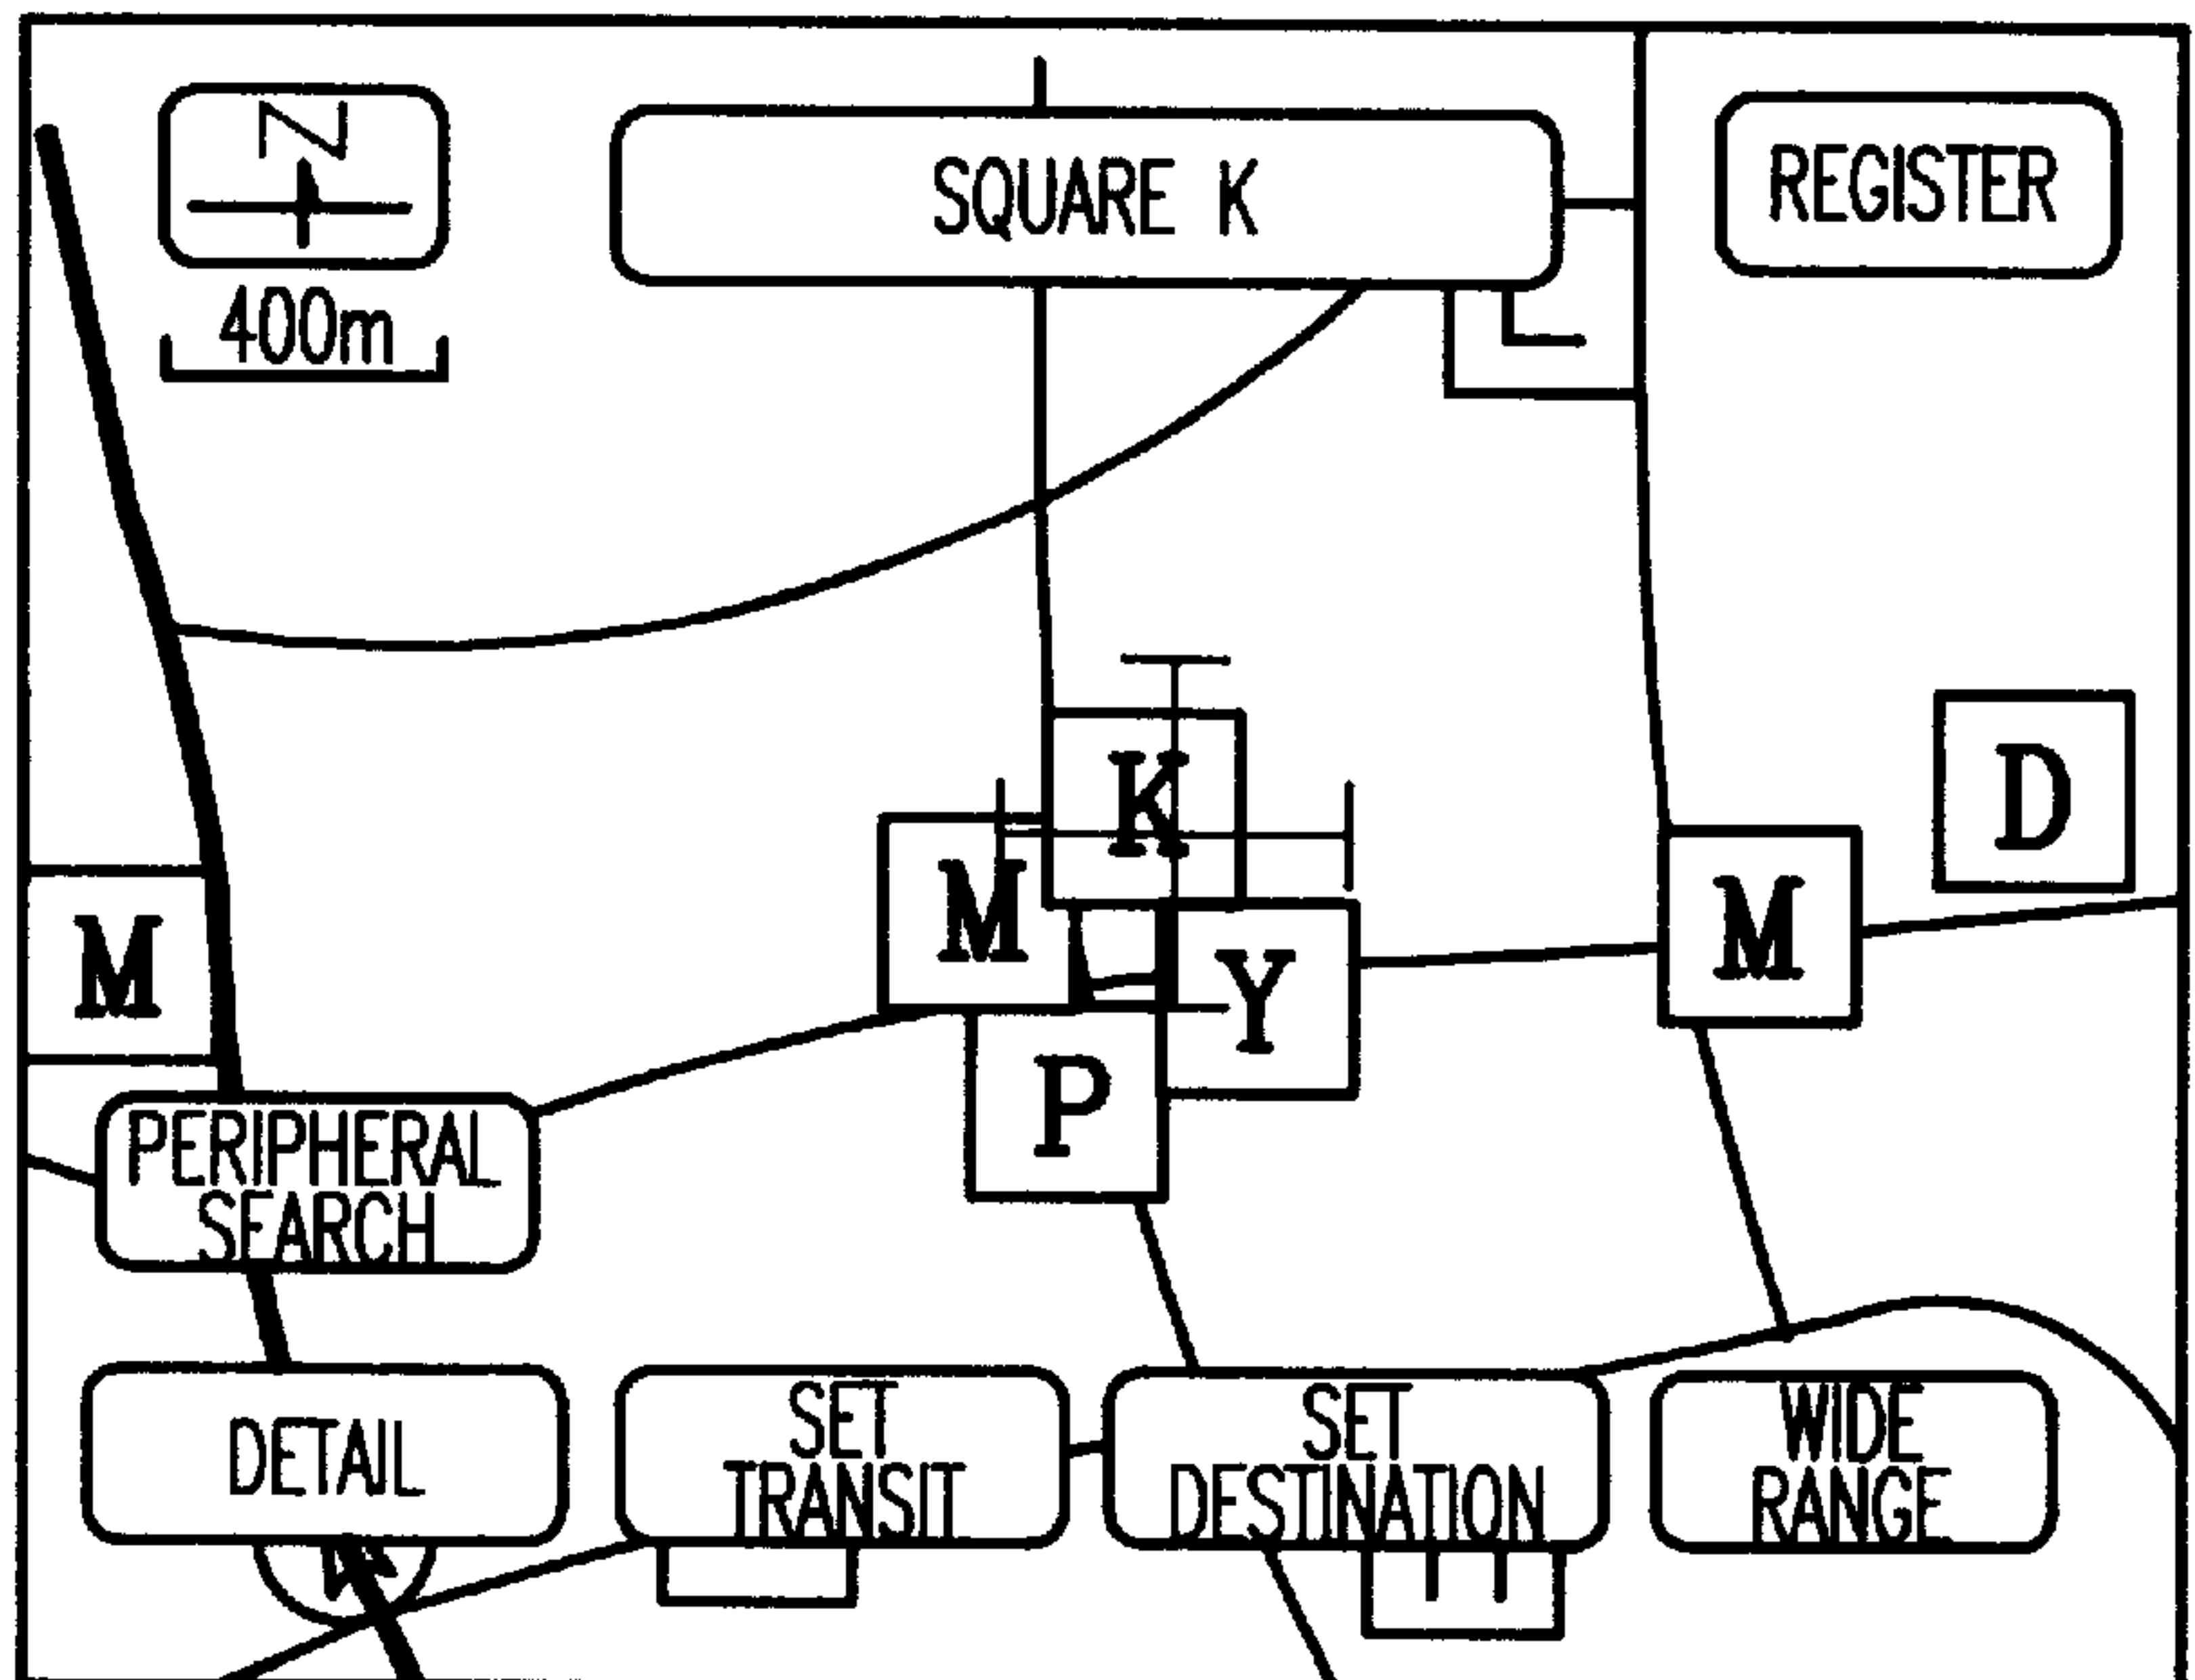 N
SQUARE K
REGISTER
400m
K
D
M
M
M
Y
P
PERIPHERAL
SEARCH
DETAIL
SET
TRANSIT
SET
DESTINATION
WIDE
RANGE